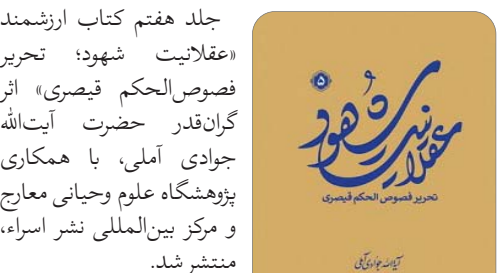 جلد هفتم کتاب ارزشمند
«عقلانیت شهود؛ تحریر
فصوص‌الحکم قیصری» اثر
گران‌قدر حضرت آیت‌الله
جوادی آملی، با همکاری
پژوهشگاه علوم وحیانی معارج
و مرکز بین‌المللی نشر اسراء،
منتشر شد.
۵
عقلانیت شهود
تحریر فصوص الحکم قیصری
آیةالله جوادی آملی